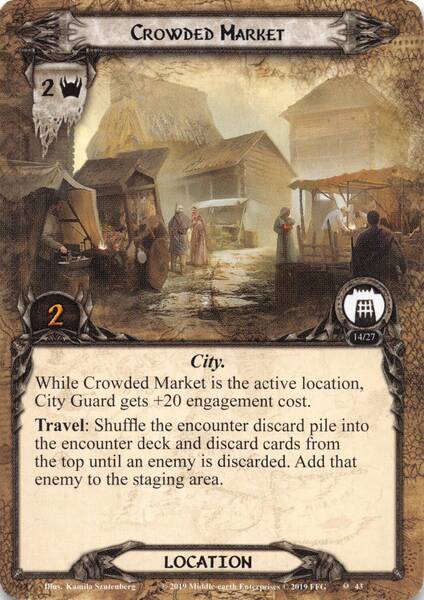 CROWDED MARKET
2
2
14/27
City.
While Crowded Market is the active location,
City Guard gets +20 engagement cost.
Travel: Shuffle the encounter discard pile into
the encounter deck and discard cards from
the top until an enemy is discarded. Add that
enemy to the staging area.
LOCATION
Illus. Kamila Szutenberg © 2019 Middle-earth Enterprises © 2019 FFG 43